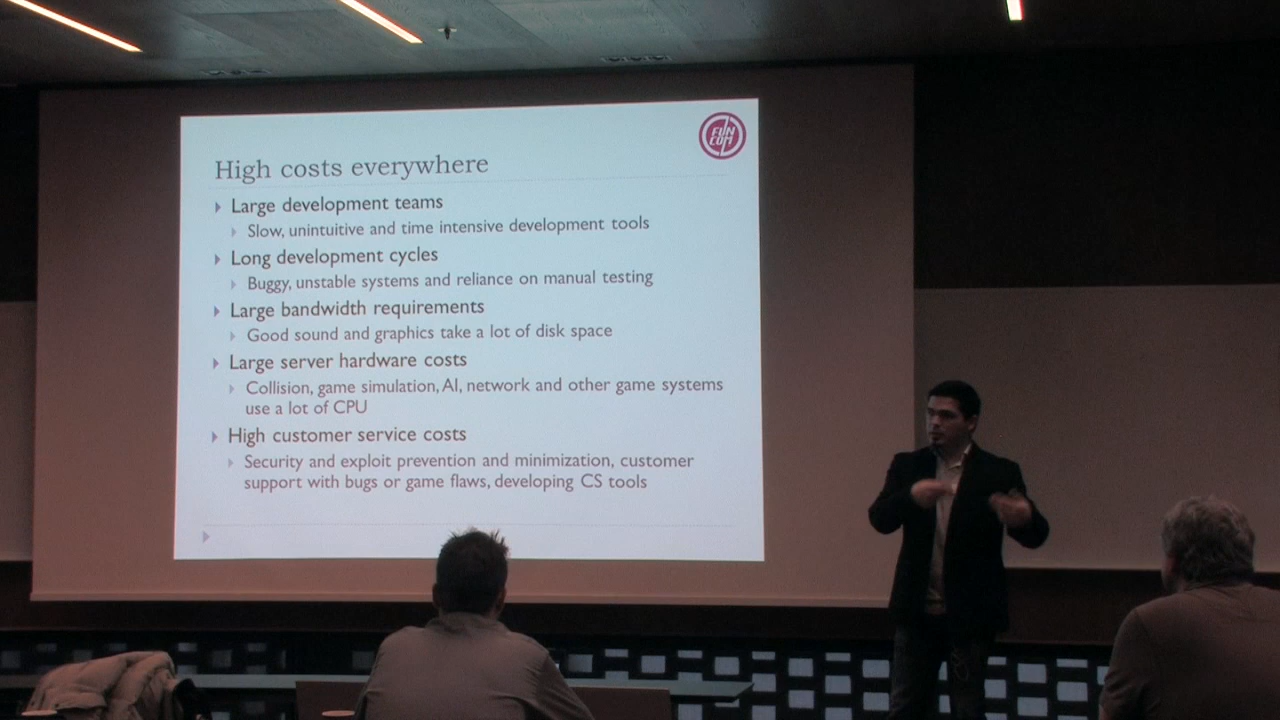 FUN
COM
High costs everywhere
Large development teams
Slow, unintuitive and time intensive development tools
Long development cycles
Buggy, unstable systems and reliance on manual testing
Large bandwidth requirements
Good sound and graphics take a lot of disk space
Large server hardware costs
Collision, game simulation, AI, network and other game systems
use a lot of CPU
High customer service costs
Security and exploit prevention and minimization, customer
support with bugs or game flaws, developing CS tools